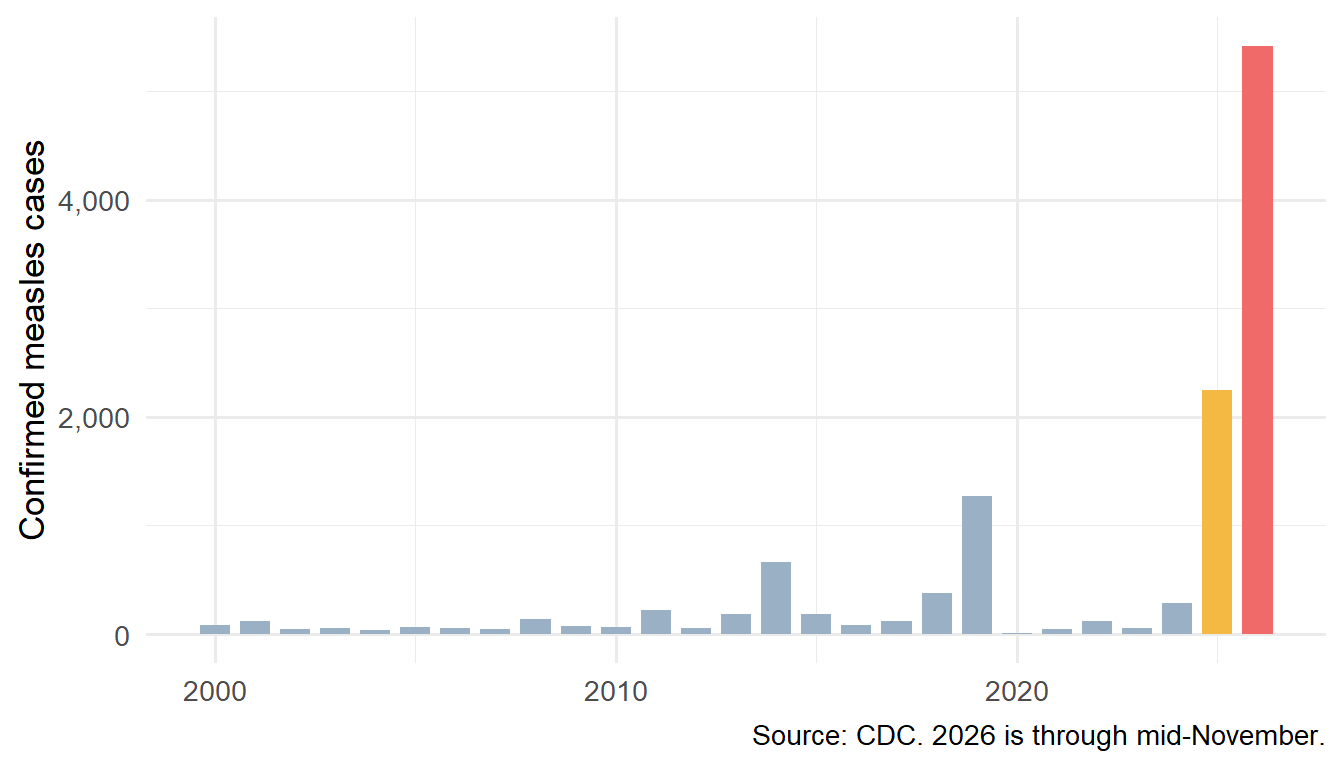 Confirmed measles cases
4,000
2,000
0
2000 2010 2020
Source: CDC. 2026 is through mid-November.